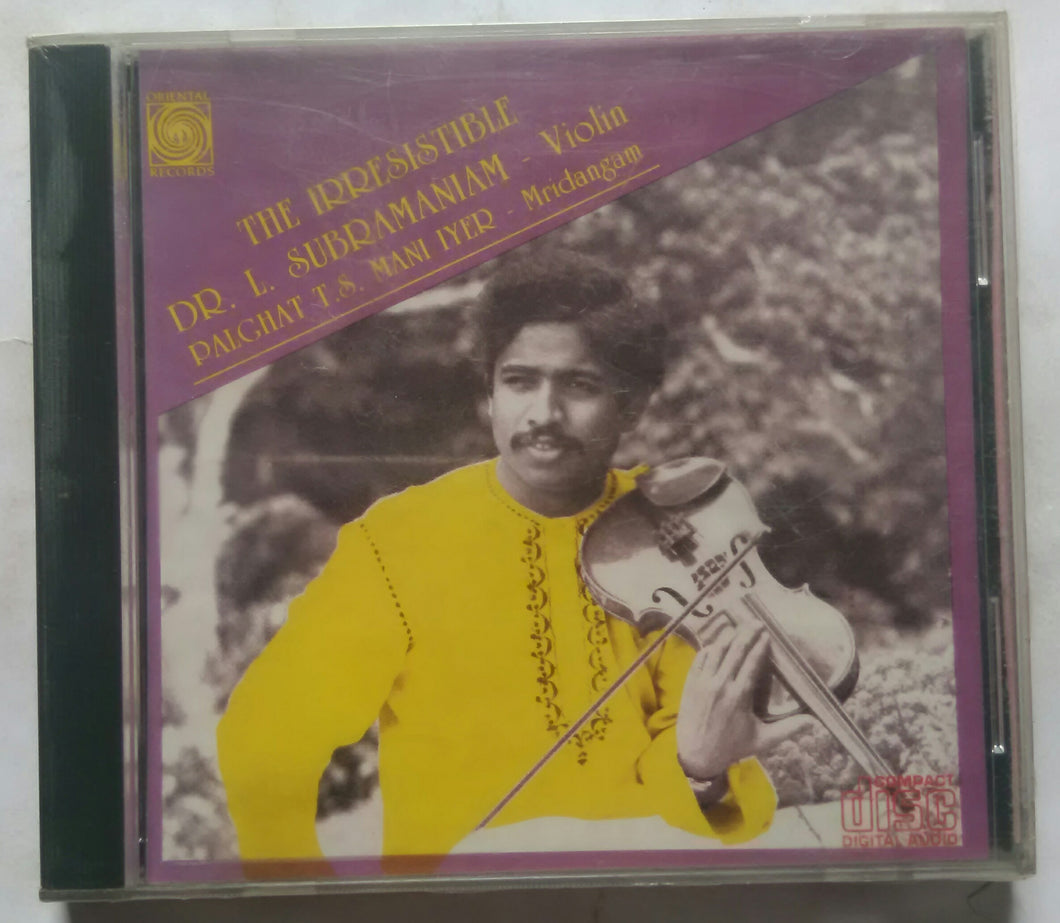 ORIENTAL
RECORDS
THE IRRESISTIBLE
DR. L. SUBRAMANIAM - Violin
PALGHAT T.S. MANI IYER - Mridangam
COMPACT
disc
DIGITAL AUDIO